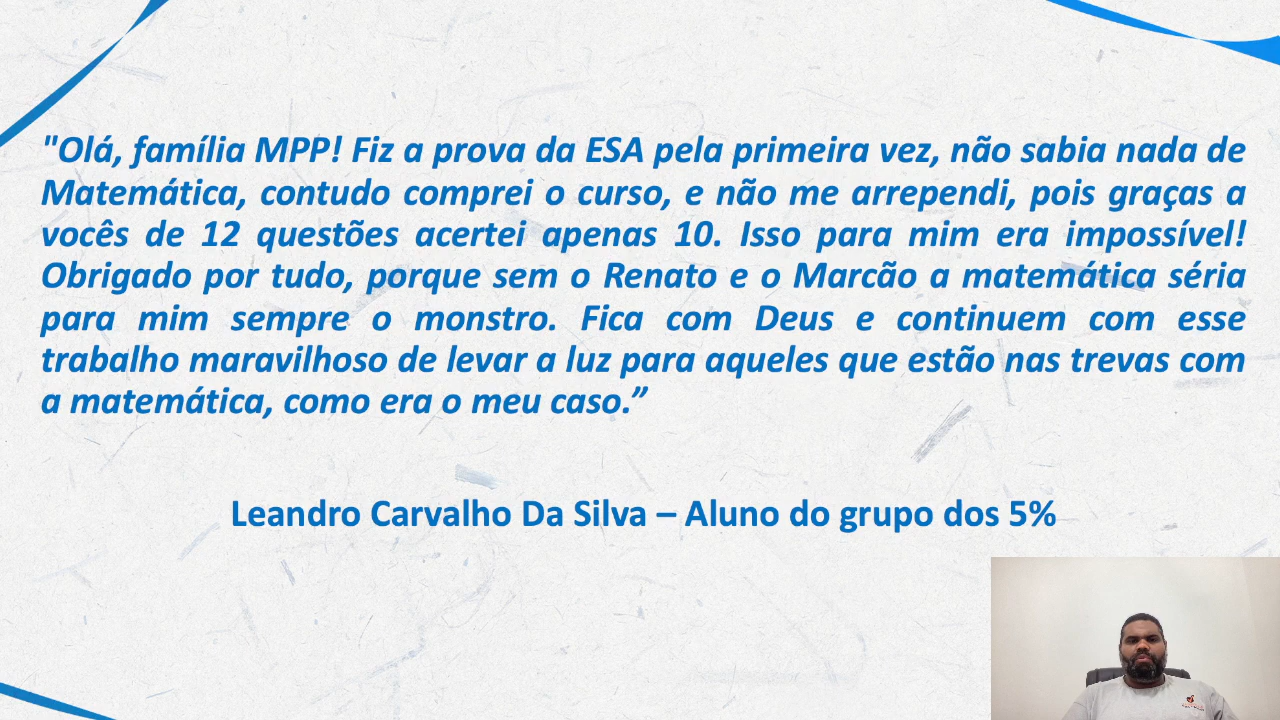 "Olá, família MPP! Fiz a prova da ESA pela primeira vez, não sabia nada de
Matemática, contudo comprei o curso, e não me arrependi, pois graças a
vocês de 12 questões acertei apenas 10. Isso para mim era impossível!
Obrigado por tudo, porque sem o Renato e o Marcão a matemática séria
para mim sempre o monstro. Fica com Deus e continuem com esse
trabalho maravilhoso de levar a luz para aqueles que estão nas trevas com
a matemática, como era o meu caso.”
Leandro Carvalho Da Silva – Aluno do grupo dos 5%